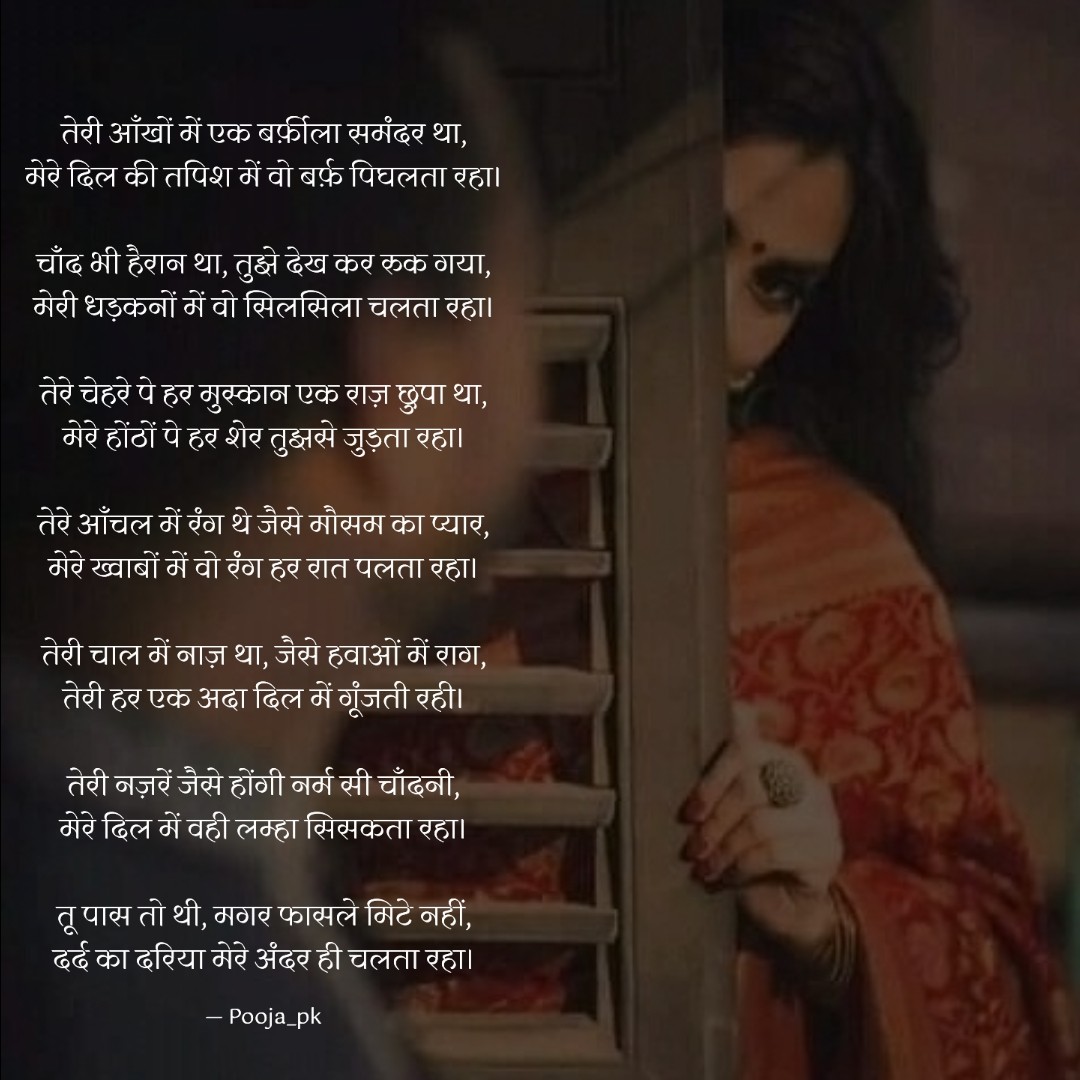 तेरी आँखों में एक बर्फ़ीला समंदर था,
मेरे दिल की तपिश में वो बर्फ़ पिघलता रहा।
चाँद भी हैरान था, तुझे देख कर रुक गया,
मेरी धड़कनों में वो सिलसिला चलता रहा।
तेरे चेहरे पे हर मुस्कान एक राज़ छुपा था,
मेरे होंठों पे हर शेर तुझसे जुड़ता रहा।
तेरे आँचल में रंग थे जैसे मौसम का प्यार,
मेरे ख्वाबों में वो रंग हर रात पलता रहा।
तेरी चाल में नाज़ था, जैसे हवाओं में राग,
तेरी हर एक अदा दिल में गूंजती रही।
तेरी नज़रें जैसे होंगी नर्म सी चाँदनी,
मेरे दिल में वही लम्हा सिसकता रहा।
तू पास तो थी, मगर फासले मिटे नहीं,
दर्द का दरिया मेरे अंदर ही चलता रहा।
— Pooja_pk